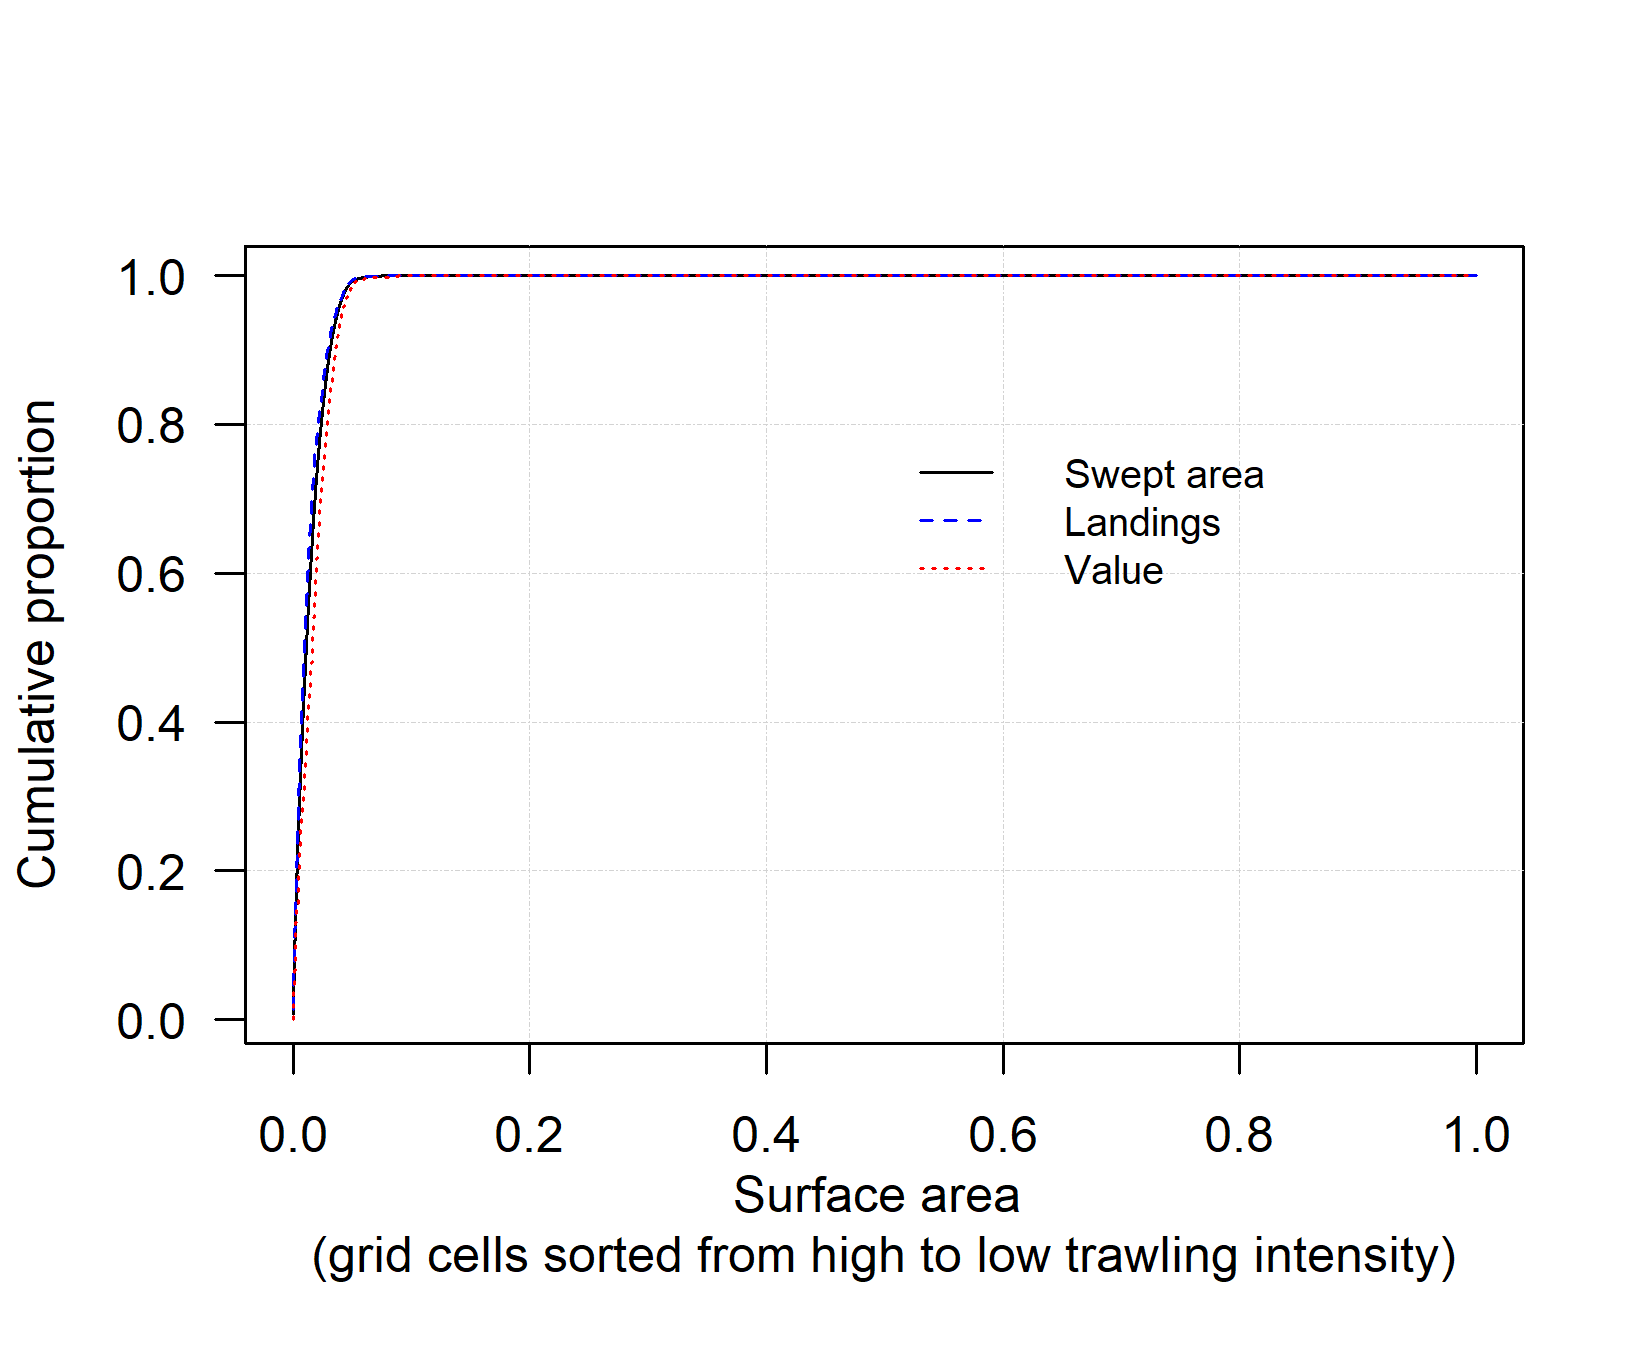 Cumulative proportion
1.0
0.8
0.6
0.4
0.2
0.0
Swept area
Landings
Value
0.0 0.2 0.4 0.6 0.8 1.0
Surface area
(grid cells sorted from high to low trawling intensity)